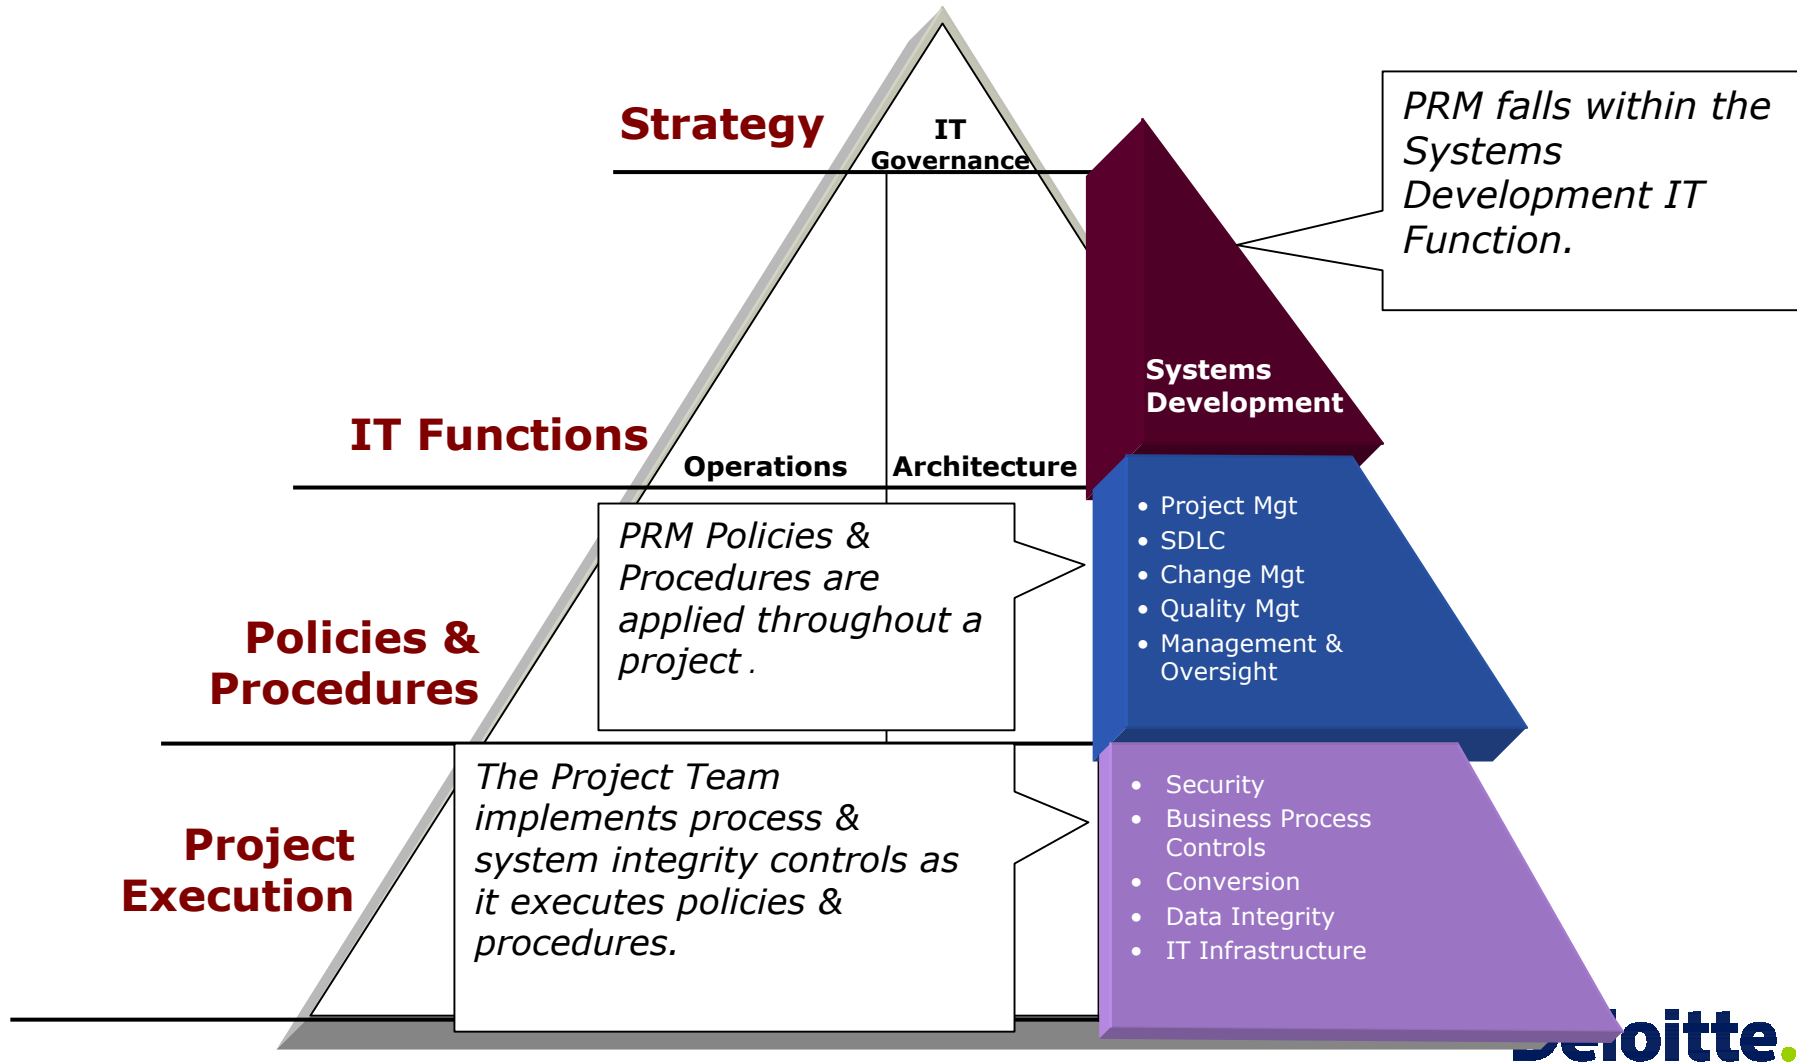 Strategy
IT
Governance
PRM falls within the
Systems
Development IT
Function.
Systems
Development
IT Functions
Operations
Architecture
PRM Policies &
Procedures are
applied throughout a
project .
• Project Mgt
• SDLC
• Change Mgt
• Quality Mgt
• Management &
Oversight
Policies &
Procedures
The Project Team
implements process &
system integrity controls as
it executes policies &
procedures.
• Security
• Business Process
Controls
• Conversion
• Data Integrity
• IT Infrastructure
Project
Execution
Deloitte.